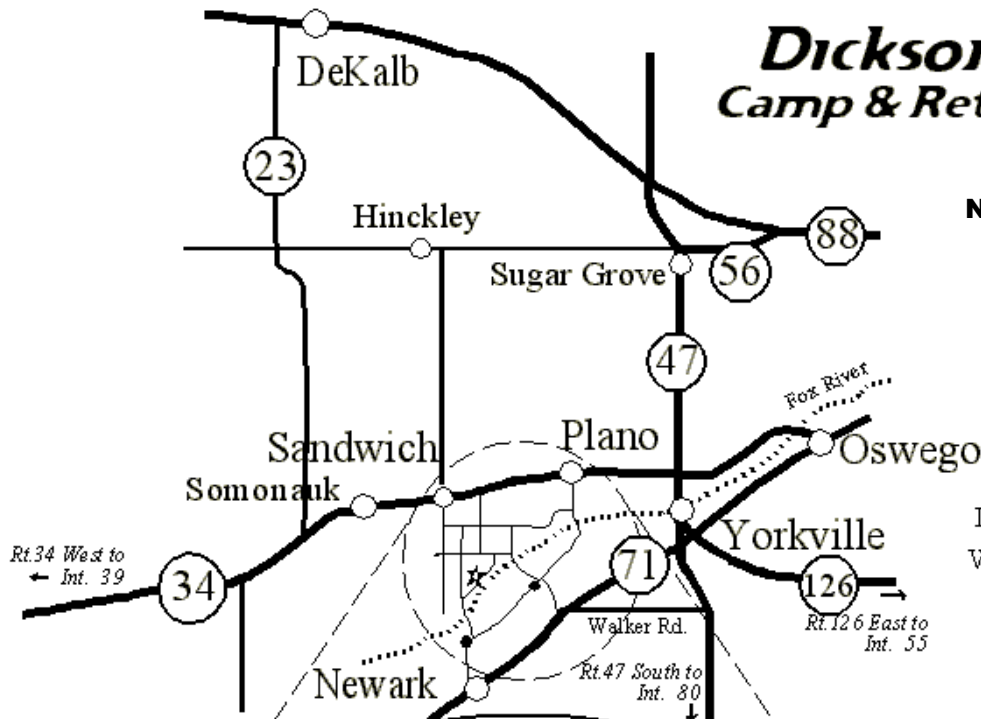 Dickson
Camp & Ret
DeKalb
23
Hinckley
N
88
Sugar Grove
56
47
Fox River
Sandwich
Plano
Oswego
Somonauk
Yorkville
Rt.34 West to
Int. 39
34
71
126
Walker Rd.
Rt.126 East to
Int. 55
Newark
Rt.47 South to
Int. 80